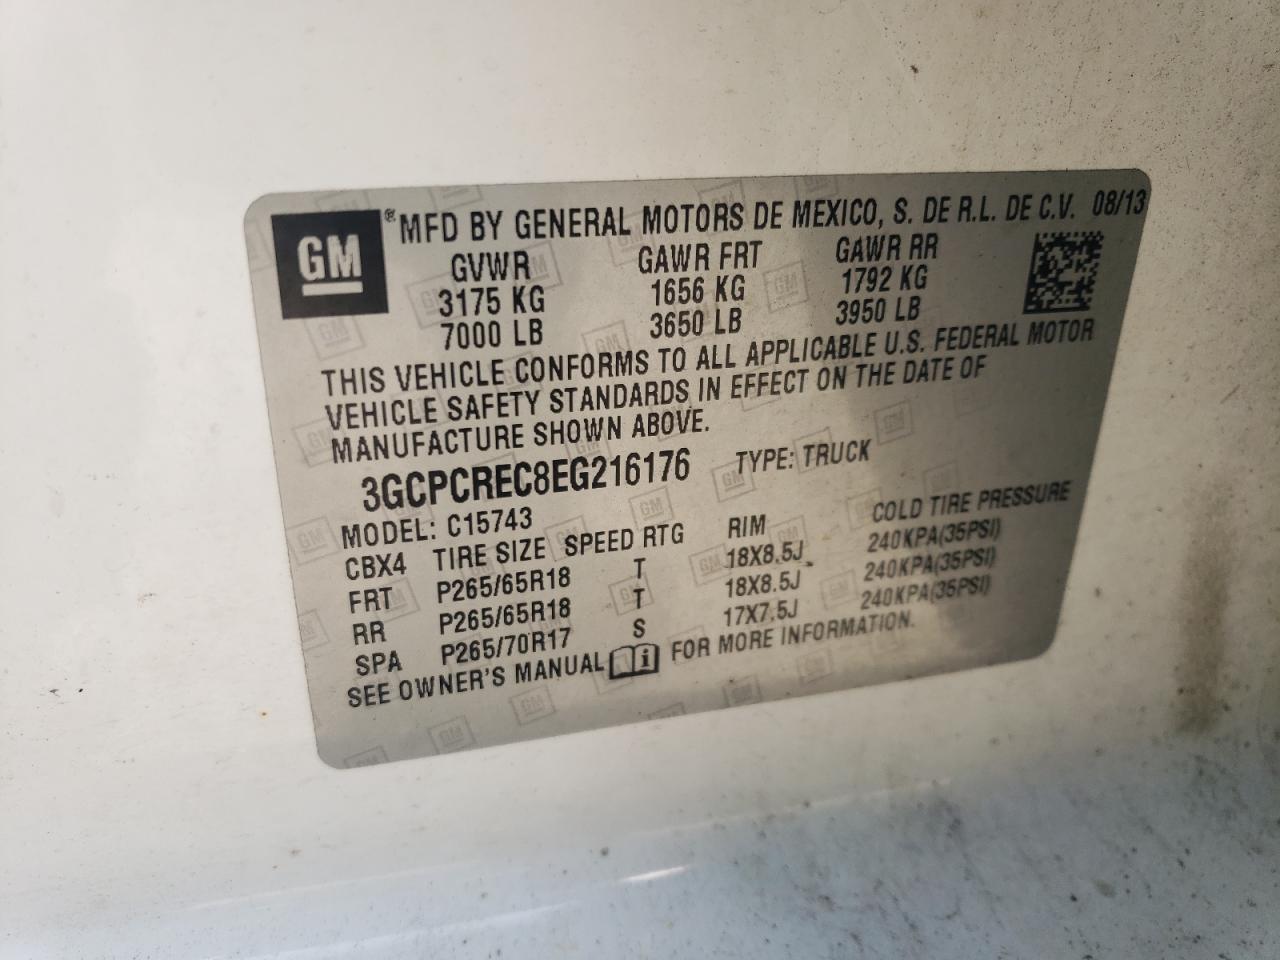 GM
® MFD BY GENERAL MOTORS DE MEXICO, S. DE R.L. DE C.V. 08/13
GVWR GAWR FRT GAWR RR
3175 KG 1656 KG 1792 KG
7000 LB 3650 LB 3950 LB
THIS VEHICLE CONFORMS TO ALL APPLICABLE U.S. FEDERAL MOTOR
VEHICLE SAFETY STANDARDS IN EFFECT ON THE DATE OF
MANUFACTURE SHOWN ABOVE.
3GCPCREC8EG216176 TYPE: TRUCK
MODEL: C15743
CBX4 TIRE SIZE SPEED RTG RIM COLD TIRE PRESSURE
FRT P265/65R18 T 18X8.5J 240KPA(35PSI)
RR P265/65R18 T 18X8.5J 240KPA(35PSI)
SPA P265/70R17 S 17X7.5J 240KPA(35PSI)
SEE OWNER'S MANUAL i FOR MORE INFORMATION.